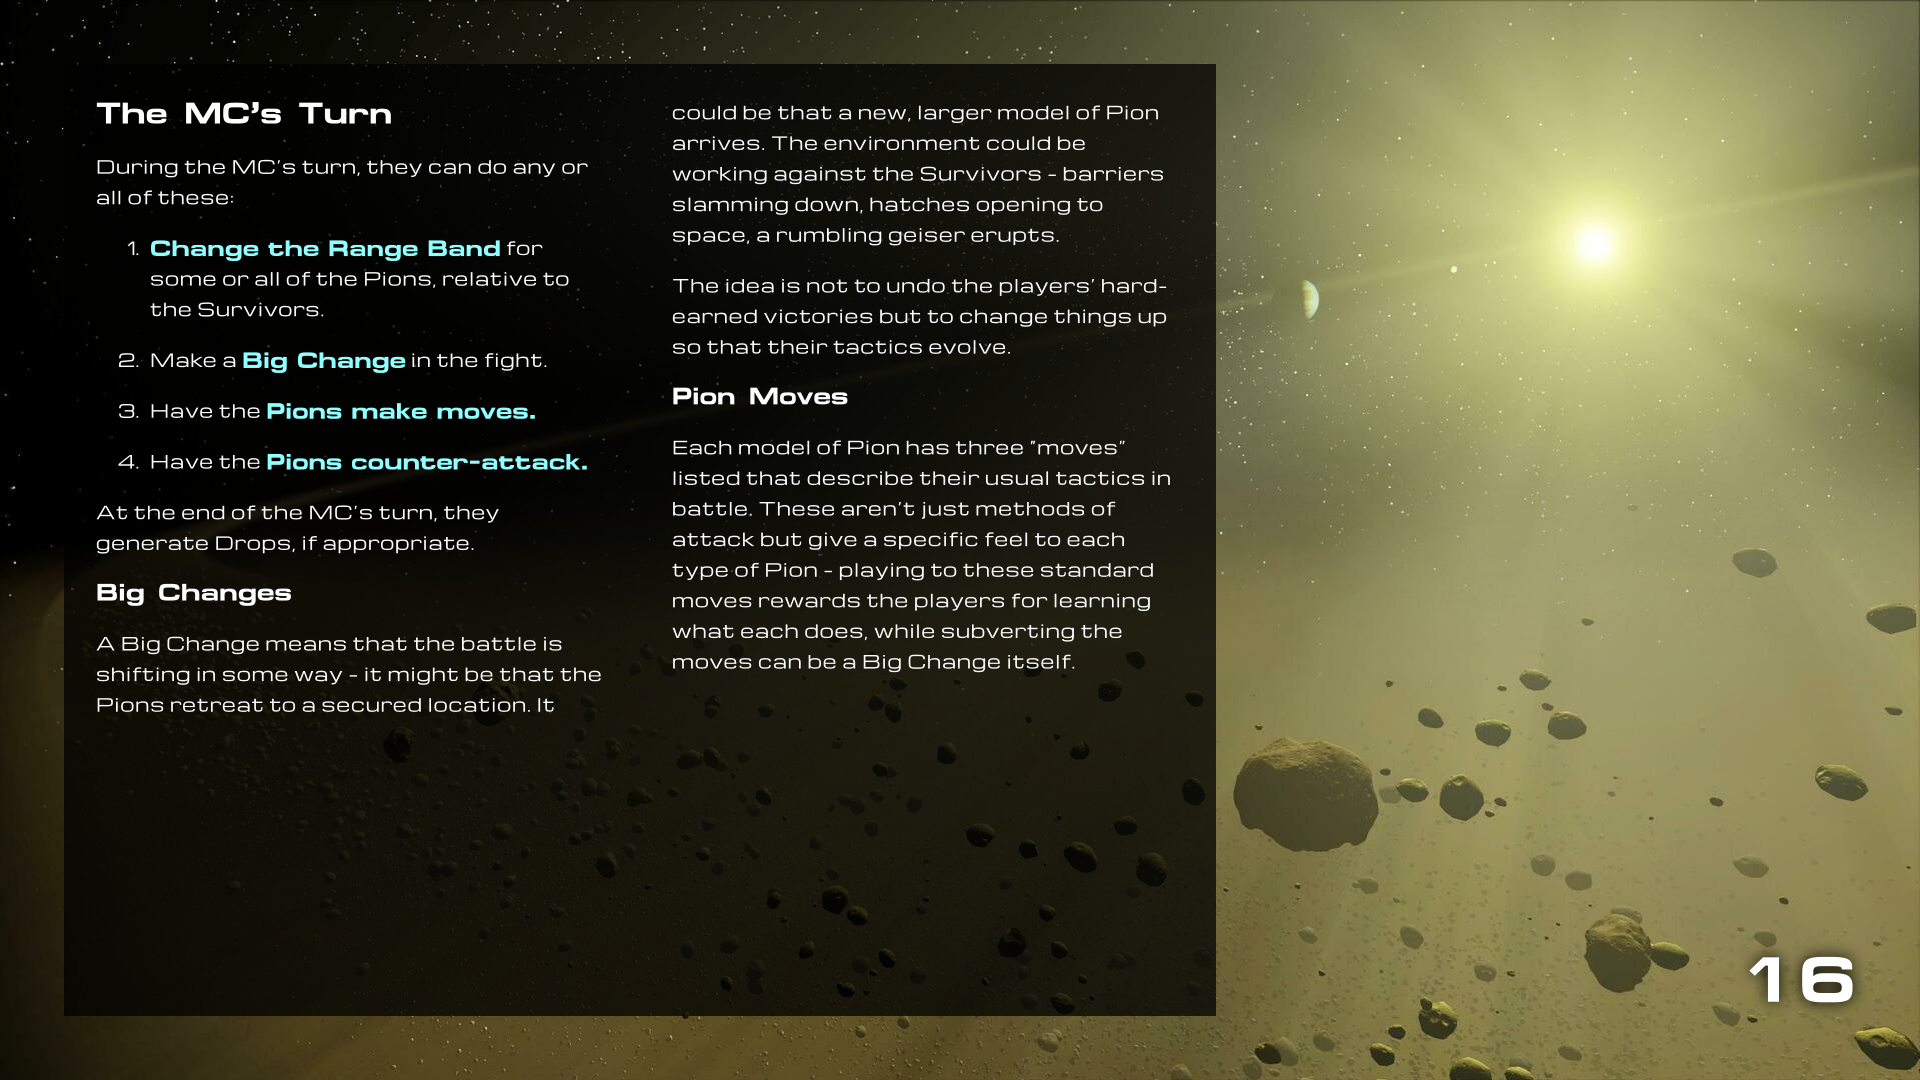 The MC's Turn
During the MC's turn, they can do any or
all of these:
1. Change the Range Band for
some or all of the Pions, relative to
the Survivors.
2. Make a Big Change in the fight.
3. Have the Pions make moves.
4. Have the Pions counter-attack.
At the end of the MC's turn, they
generate Drops, if appropriate.
Big Changes
A Big Change means that the battle is
shifting in some way - it might be that the
Pions retreat to a secured location. It
could be that a new, larger model of Pion
arrives. The environment could be
working against the Survivors - barriers
slamming down, hatches opening to
space, a rumbling geiser erupts.
The idea is not to undo the players' hard-
earned victories but to change things up
so that their tactics evolve.
Pion Moves
Each model of Pion has three "moves"
listed that describe their usual tactics in
battle. These aren't just methods of
attack but give a specific feel to each
type of Pion - playing to these standard
moves rewards the players for learning
what each does, while subverting the
moves can be a Big Change itself.
16